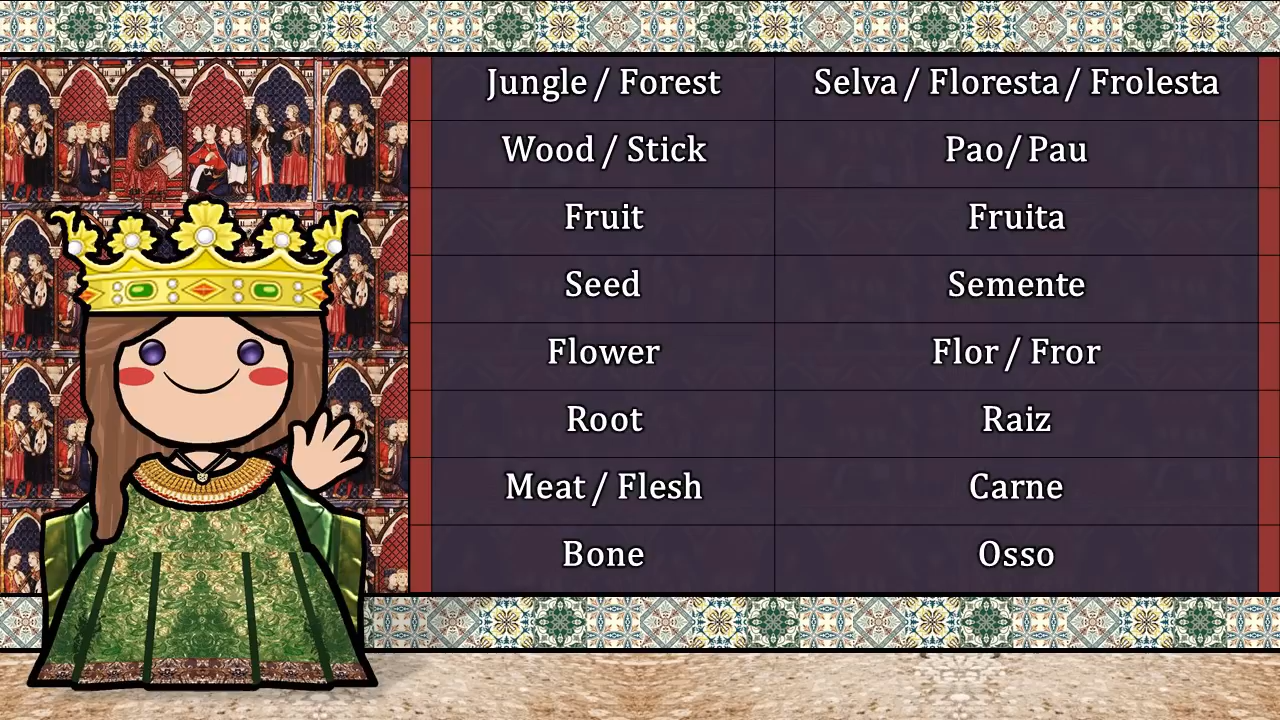 Jungle / Forest Selva / Floresta / Frolesta
Wood / Stick Pao/ Pau
Fruit Fruita
Seed Semente
Flower Flor / Fror
Root Raiz
Meat / Flesh Carne
Bone Osso